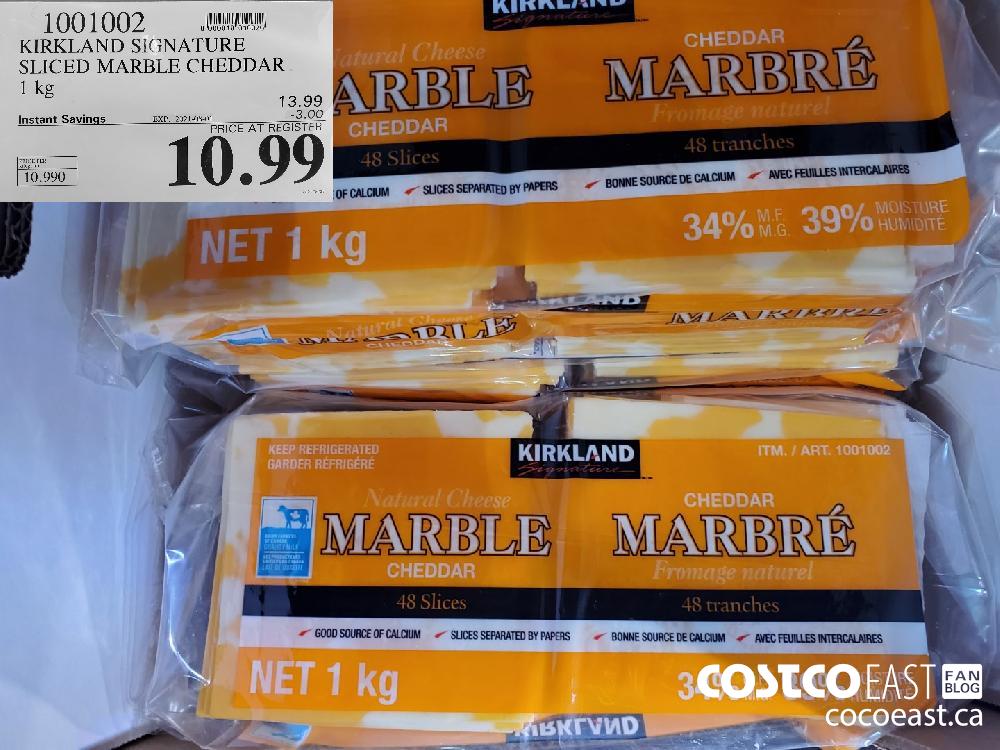 1001002
KIRKLAND SIGNATURE
SLICED MARBLE CHEDDAR
1 kg
13.99
Instant Savings EXP. -3.00
PRICE AT REGISTER
10.99
10.990
KIRKLAND
Signature
Natural Cheese
MARBLE
CHEDDAR
48 Slices
CHEDDAR
MARBRÉ
Fromage naturel
48 tranches
OF CALCIUM SLICES SEPARATED BY PAPERS BONNE SOURCE DE CALCIUM AVEC FEUILLES INTERCALAIRES
NET 1 kg
34% M.F. M.G. 39% MOISTURE HUMIDITÉ
KIRKLAND
Natural Cheese
MARBLE
CHEDDAR
KEEP REFRIGERATED
GARDER RÉFRIGÉRÉ
KIRKLAND
Signature
ITM. / ART. 1001002
Natural Cheese
MARBLE
CHEDDAR
48 Slices
CHEDDAR
MARBRÉ
Fromage naturel
48 tranches
GOOD SOURCE OF CALCIUM SLICES SEPARATED BY PAPERS BONNE SOURCE DE CALCIUM AVEC FEUILLES INTERCALAIRES
NET 1 kg
COSTCO EAST FAN BLOG
cocoeast.ca
KIRKLAND